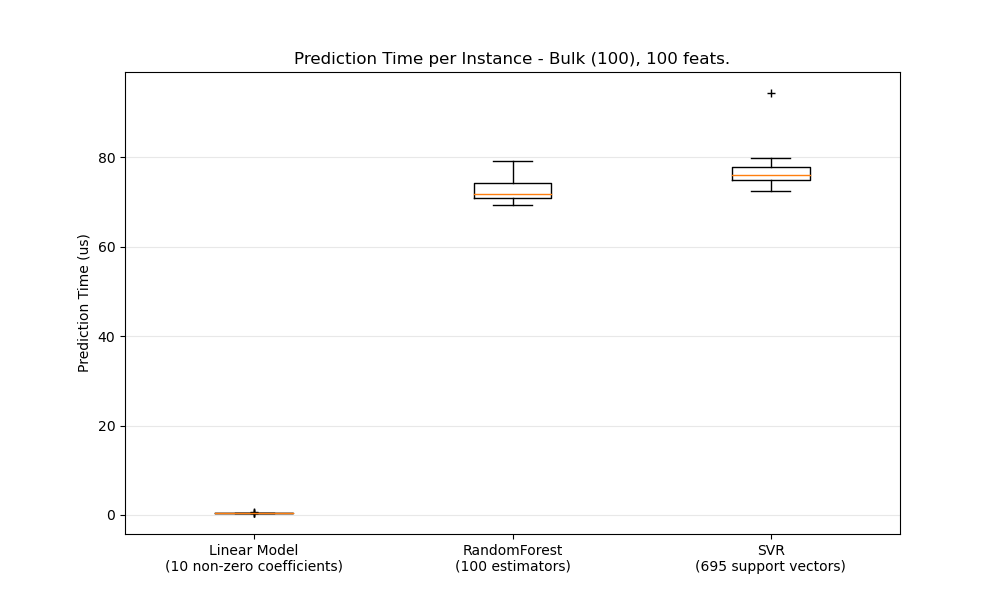 Prediction Time per Instance - Bulk (100), 100 feats.
Prediction Time (us)
80
60
40
20
0
Linear Model
(10 non-zero coefficients)
RandomForest
(100 estimators)
SVR
(695 support vectors)